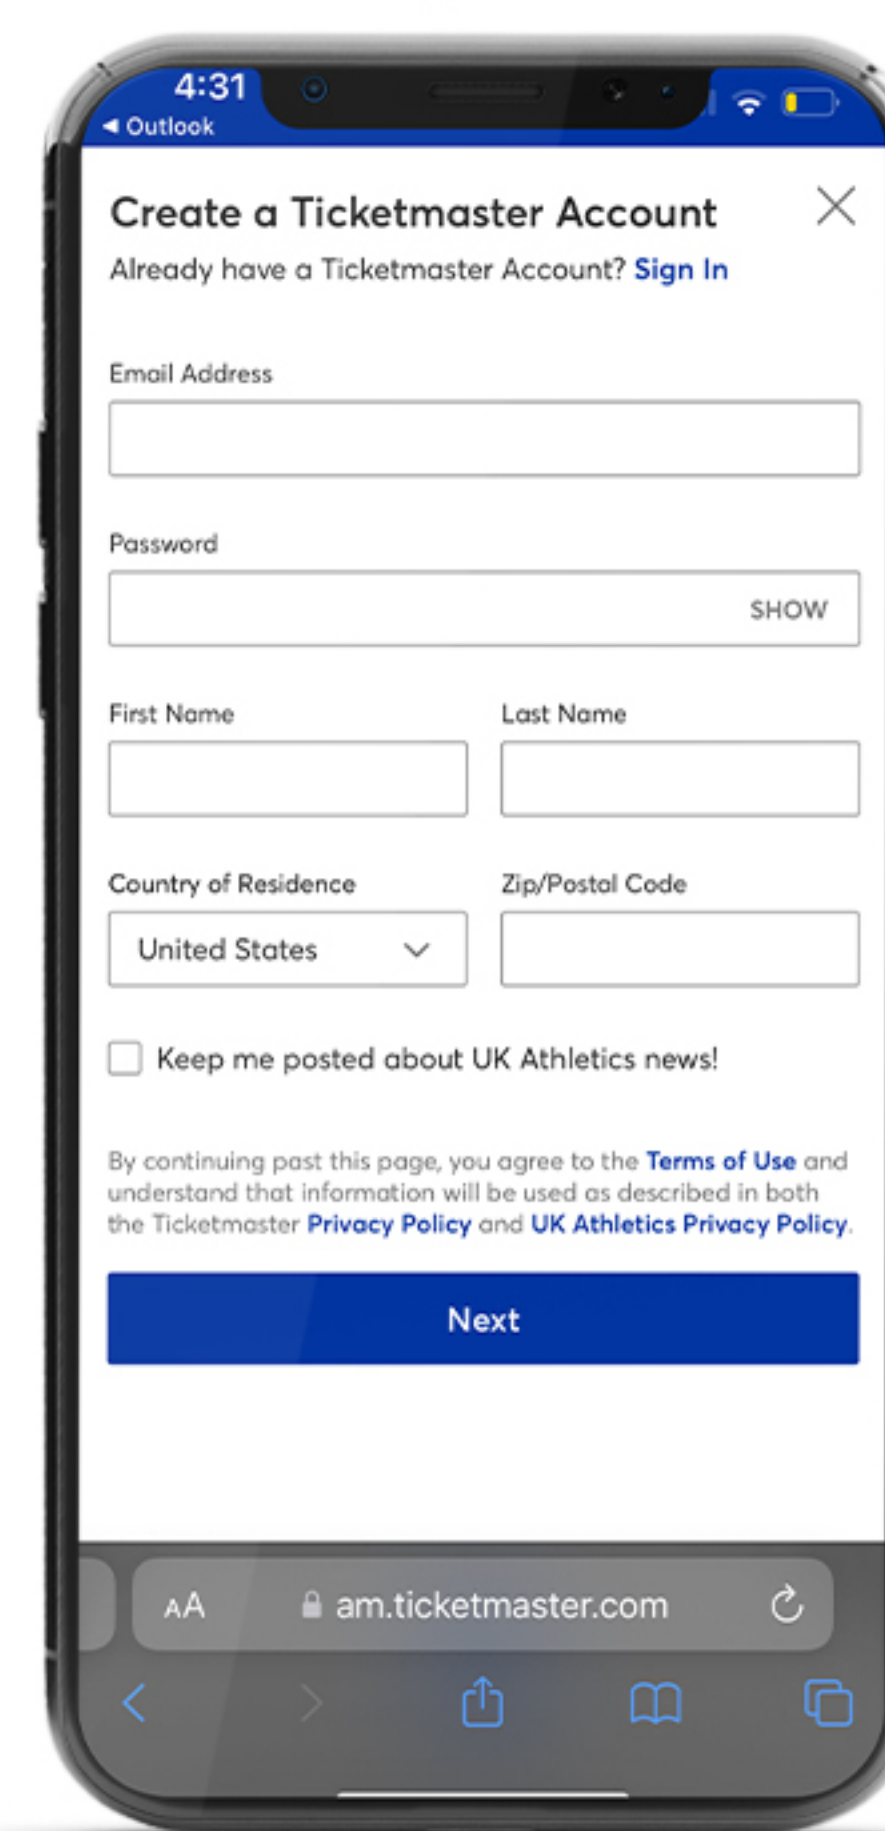 4:31
◀ Outlook
Create a Ticketmaster Account
Already have a Ticketmaster Account? Sign In
Email Address
Password
SHOW
First Name Last Name
Country of Residence Zip/Postal Code
United States
Keep me posted about UK Athletics news!
By continuing past this page, you agree to the Terms of Use and
understand that information will be used as described in both
the Ticketmaster Privacy Policy and UK Athletics Privacy Policy.
Next
AA am.ticketmaster.com